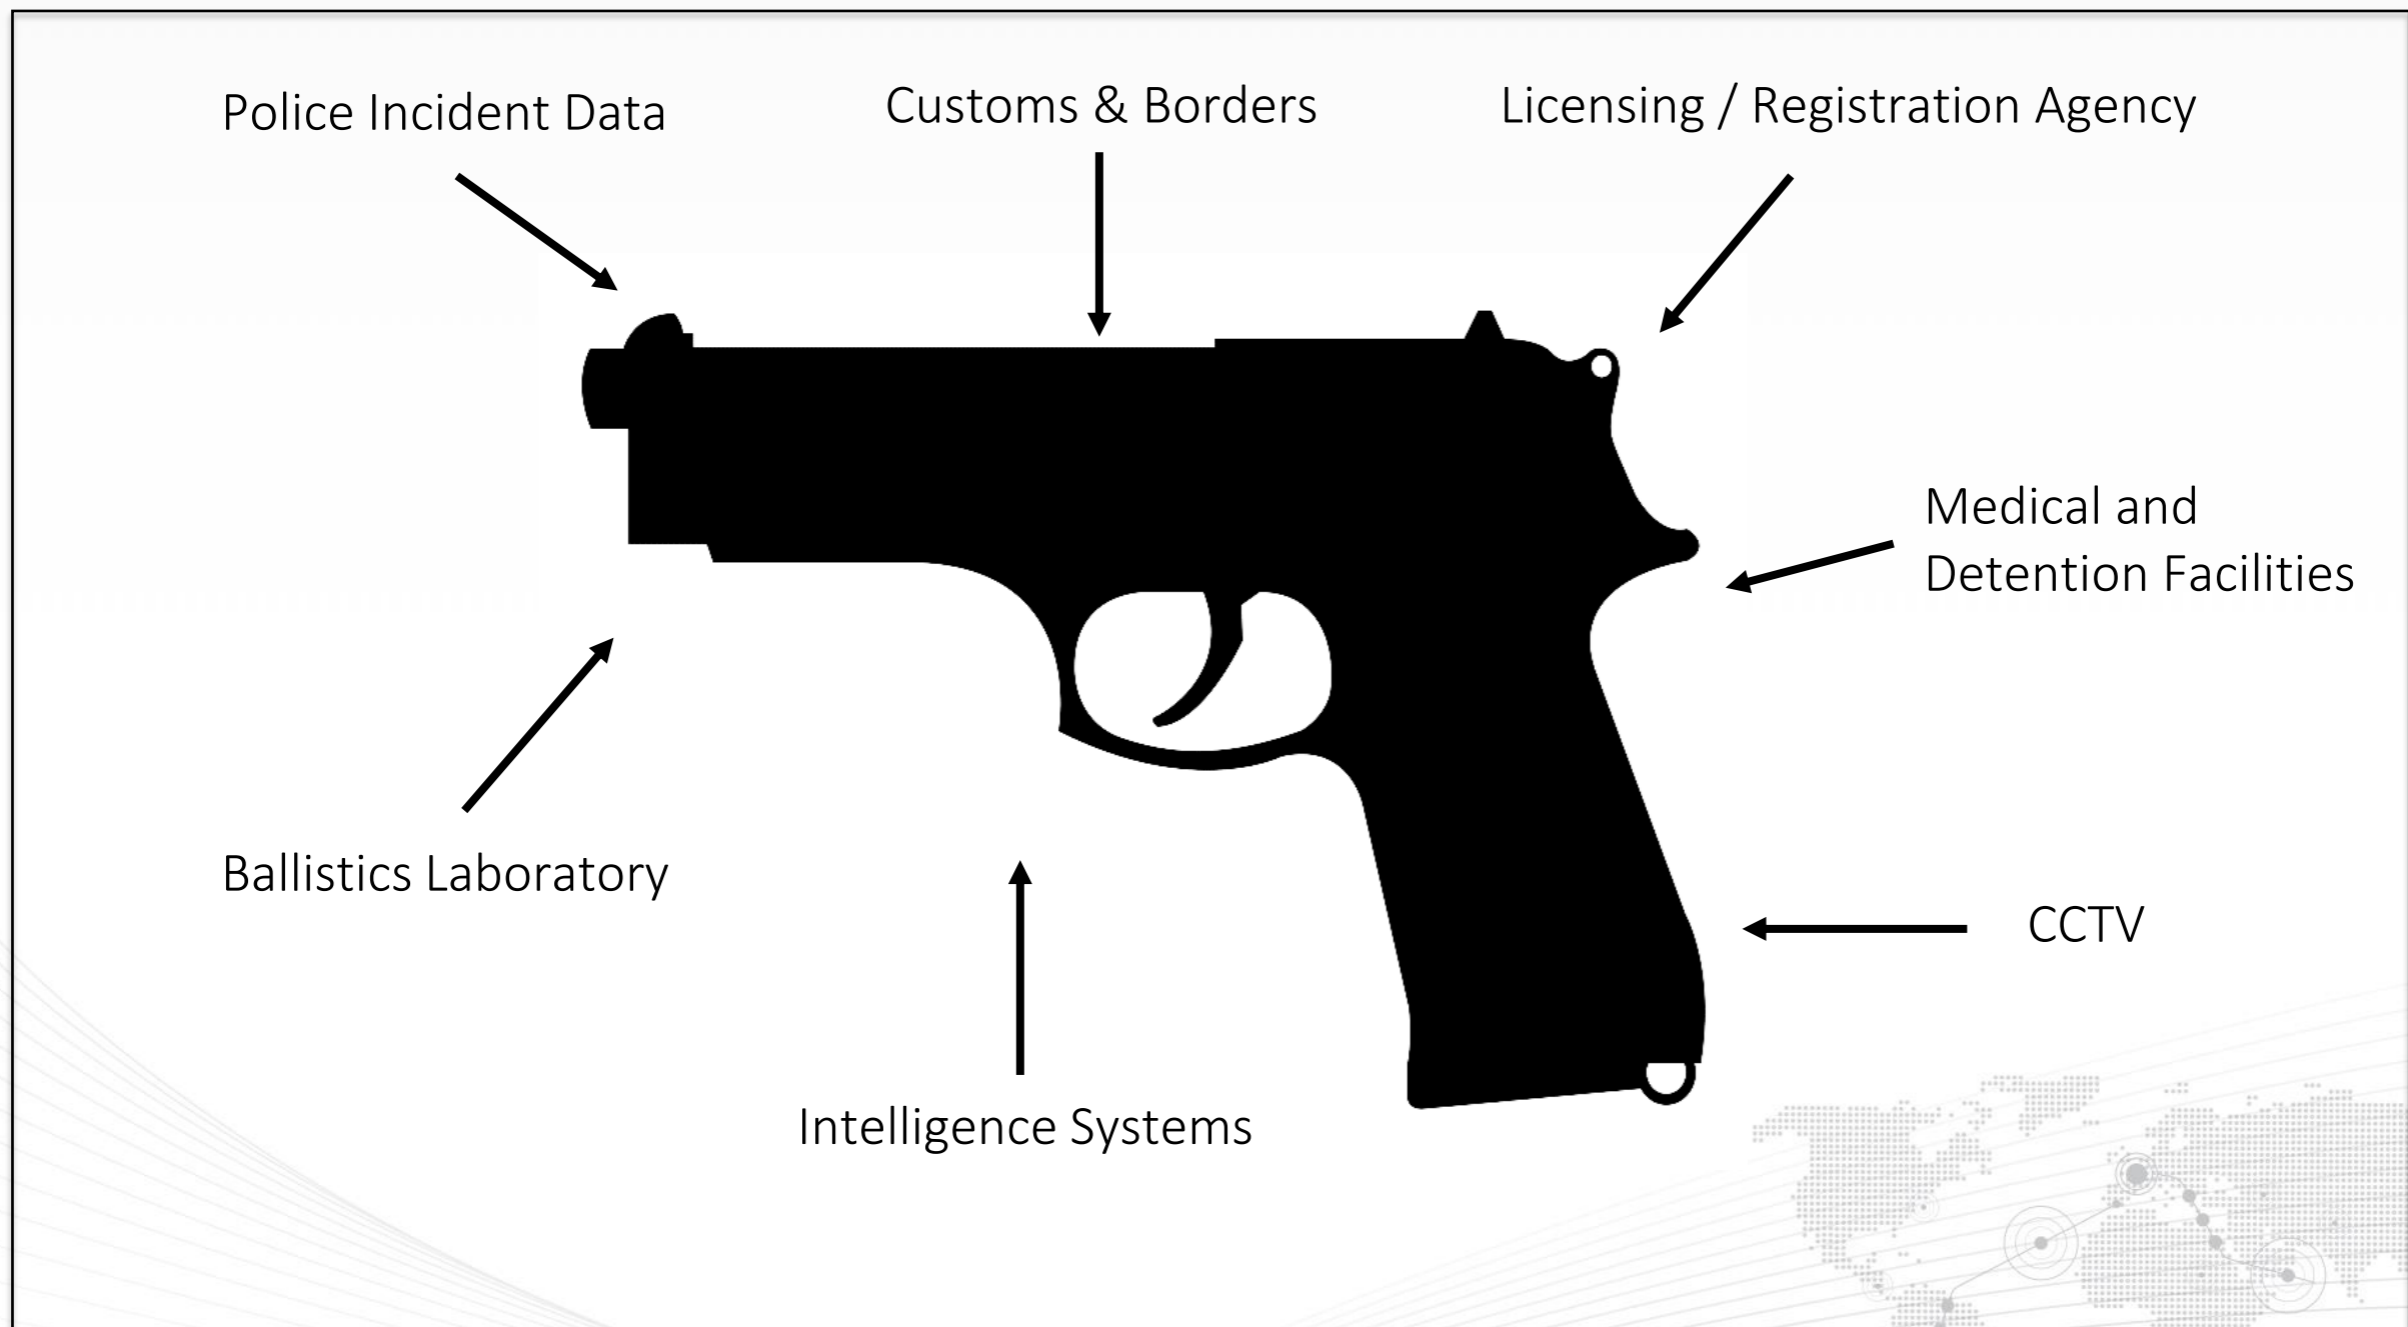 Police Incident Data
Customs & Borders
Licensing / Registration Agency
Medical and
Detention Facilities
Ballistics Laboratory
CCTV
Intelligence Systems